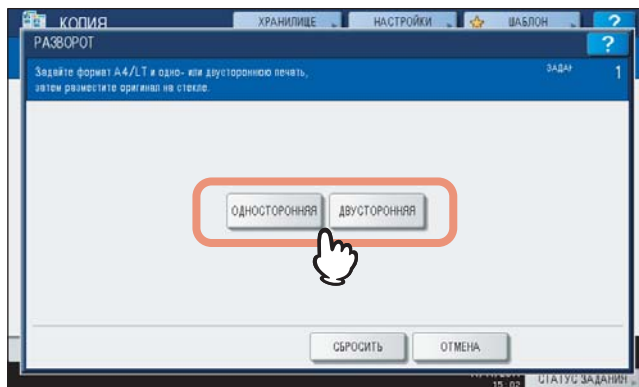 КОПИЯ
ХРАНИЛИЩЕ
НАСТРОЙКИ
ШАБЛОН
?
РАЗВОРОТ
?
Задайте формат A4/LT и одно- или двустороннюю печать,
затем разместите оригинал на стекле.
ЗАДАН
1
ОДНОСТОРОННЯЯ
ДВУСТОРОННЯЯ
СБРОСИТЬ
ОТМЕНА
15:02
СТАТУС ЗАДАНИЯ